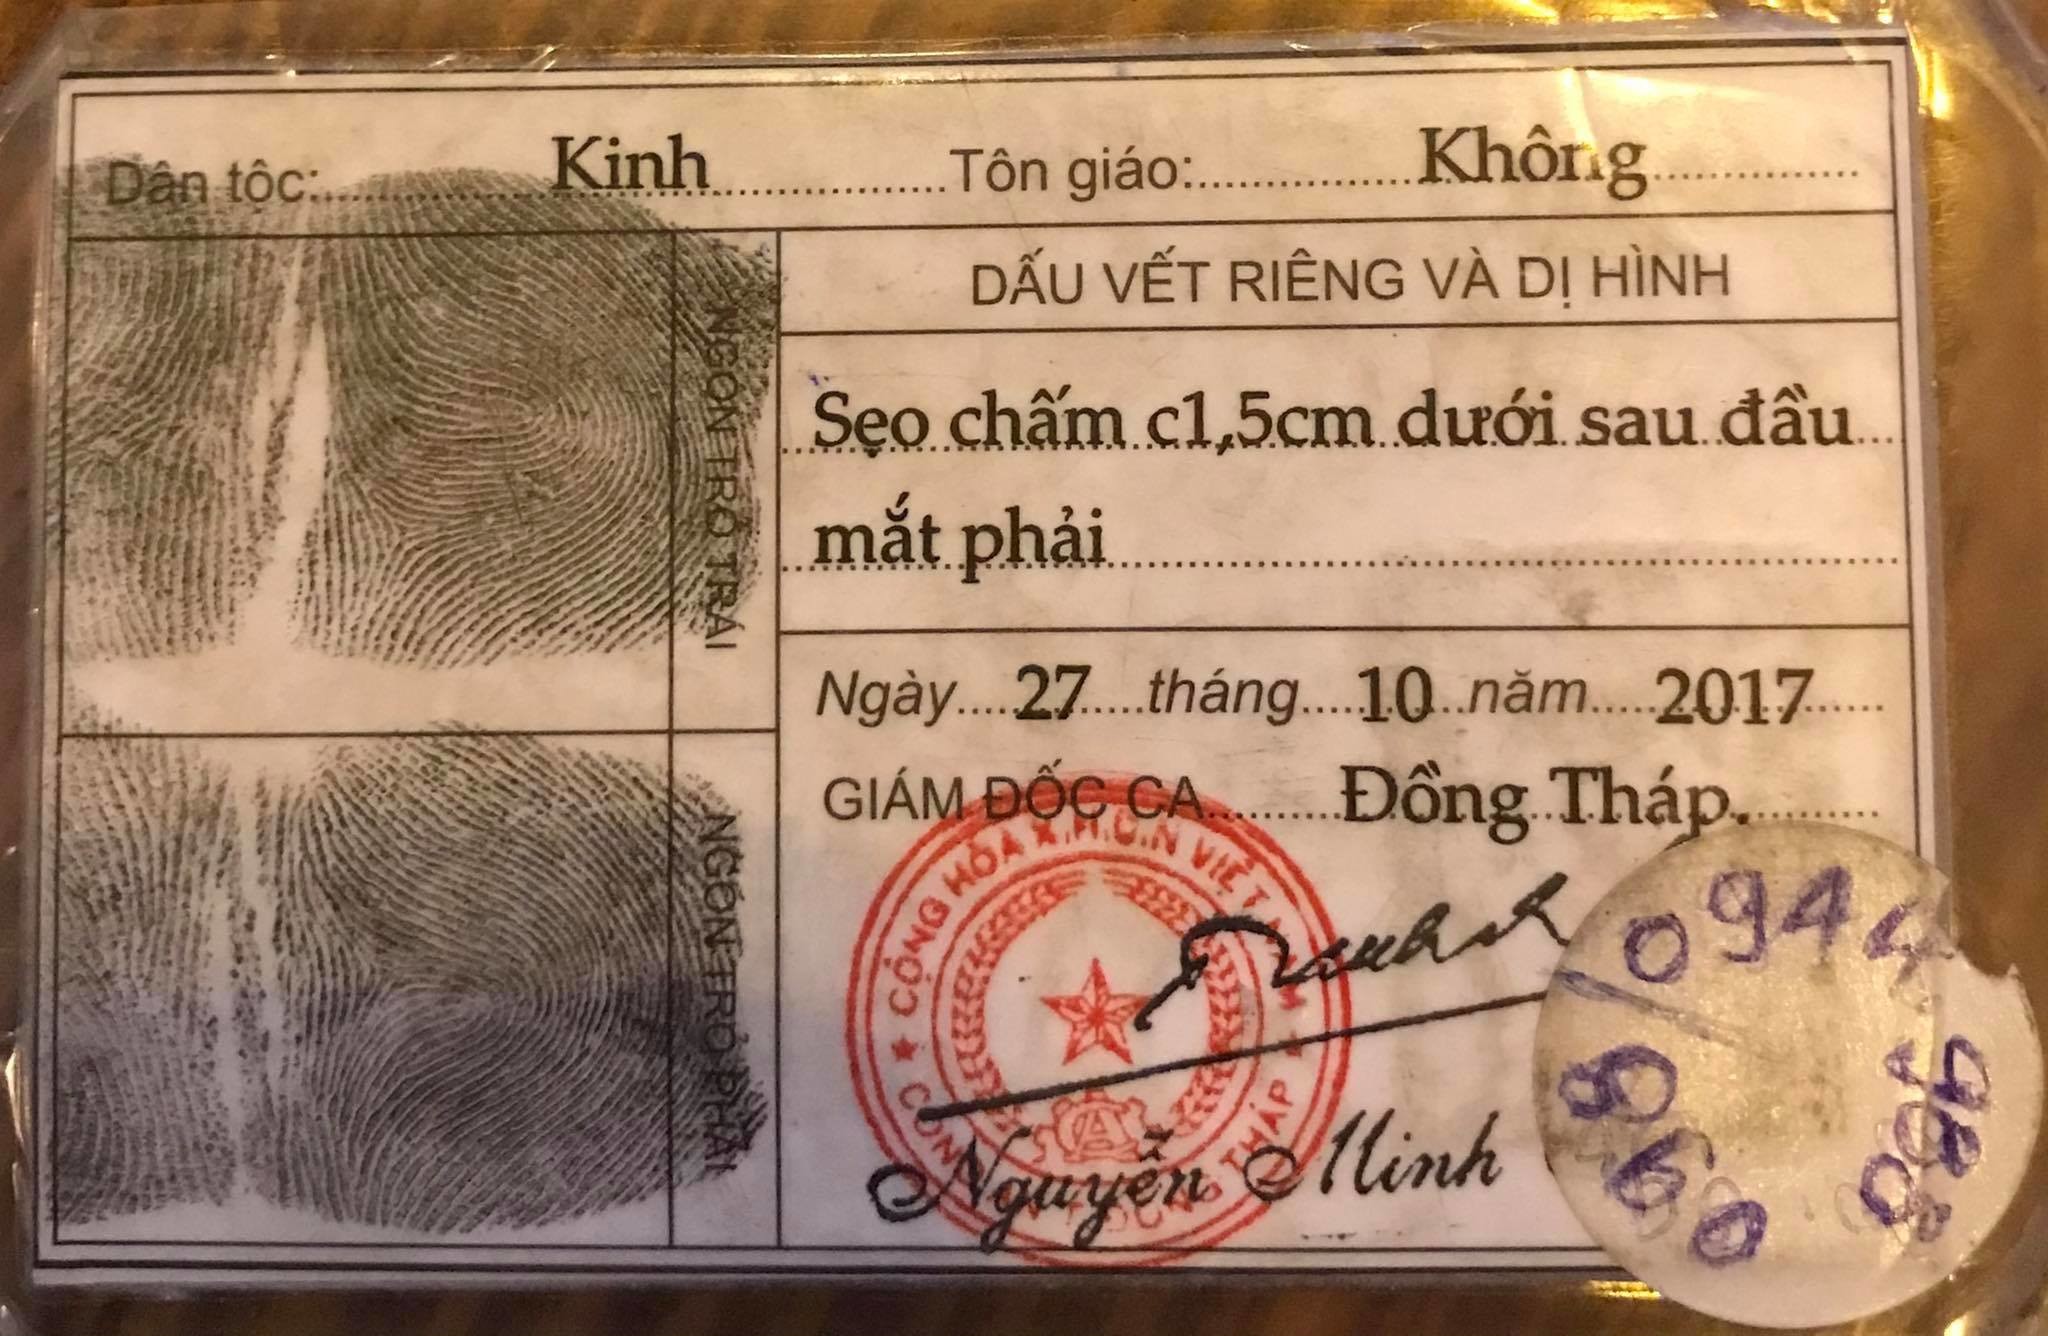 Dân tộc: Kinh Tôn giáo: Không
NGÓN TRỎ TRÁI
DẤU VẾT RIÊNG VÀ DỊ HÌNH
Sẹo chấm c1,5cm dưới sau đầu
mắt phải
NGÓN TRỎ PHẢI
Ngày 27 tháng 10 năm 2017
GIÁM ĐỐC CA Đồng Tháp.
CỘNG HÒA X.H.C.N VIỆT NAM
Nguyễn Minh